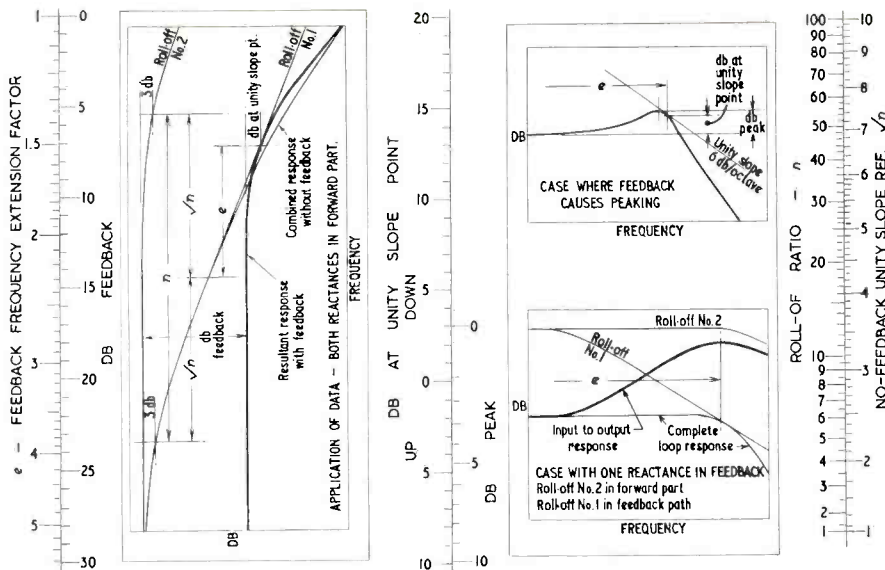 e – FEEDBACK FREQUENCY EXTENSION FACTOR
1
1.5
2
3
4
5
DB FEEDBACK
0
5
10
15
20
25
30
Roll-off No.2
Roll-off No.1
3 db
db at unity slope pt.
Combined response without feedback
√n
n
e
√n
db feedback
Resultant response with feedback
3 db
DB
FREQUENCY
APPLICATION OF DATA – BOTH REACTANCES IN FORWARD PART.
UP DB AT UNITY SLOPE POINT DOWN
20
15
10
5
0
5
10
DB PEAK
0
5
10
e
db at
unity
slope
point
db
peak
DB
Unity slope
6 db/octave
CASE WHERE FEEDBACK
CAUSES PEAKING
FREQUENCY
Roll-off No.2
Roll-off
No.1
e
DB
Input to output
response
Complete
loop response
CASE WITH ONE REACTANCE IN FEEDBACK
Roll-off No.2 in forward part
Roll-off No.1 in feedback path
FREQUENCY
ROLL-OF RATIO – n
100
90
80
70
60
50
40
30
20
10
9
8
7
6
5
4
3
2
1
NO-FEEDBACK UNITY SLOPE REF. √n
10
9
8
7
6
5
4
3
2
1